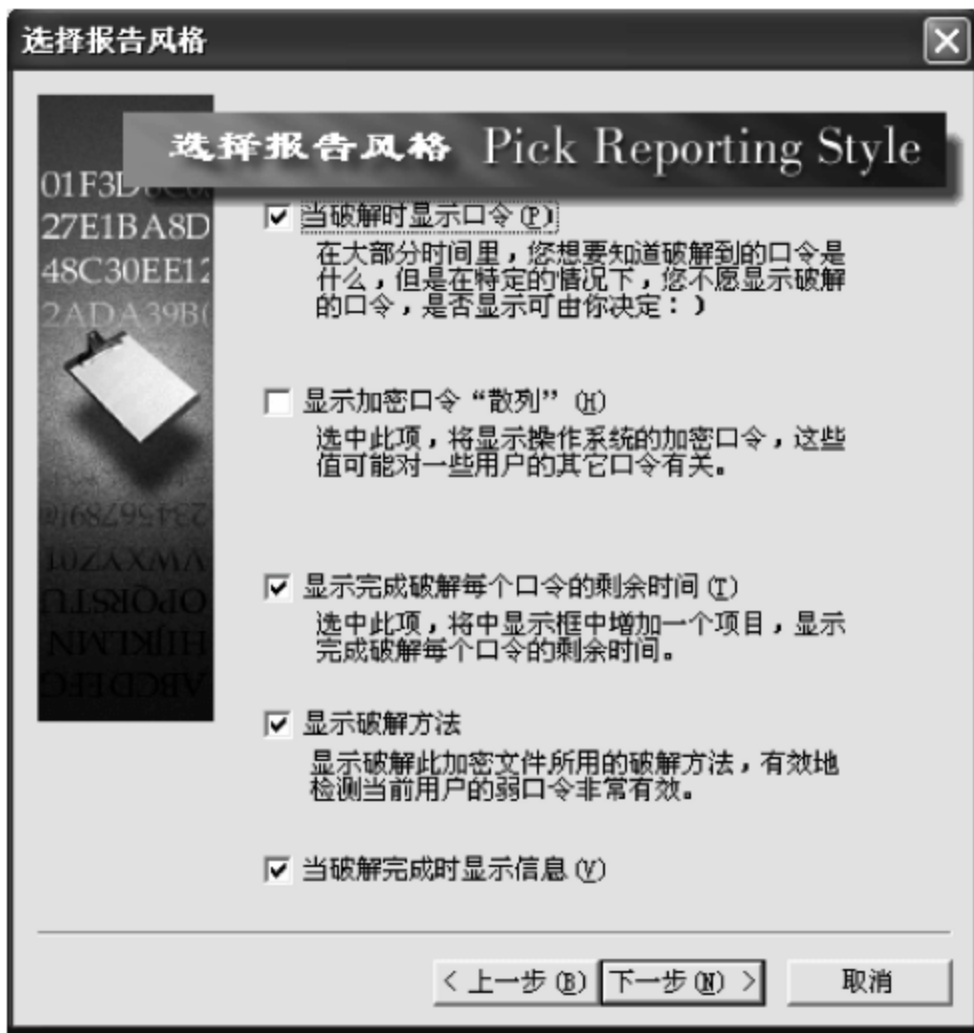 选择报告风格
选择报告风格 Pick Reporting Style
27E1BA8D
48C30EE12
2ADA39B(
当破解时显示口令(P)
在大部分时间里，您想要知道破解到的口令是
什么，但是在特定的情况下，您不愿显示破解
的口令，是否显示可由你决定：）
显示加密口令“散列”(H)
选中此项，将显示操作系统的加密口令，这些
值可能对一些用户的其它口令有关。
显示完成破解每个口令的剩余时间(T)
选中此项，将中显示框中增加一个项目，显示
完成破解每个口令的剩余时间。
显示破解方法
显示破解此加密文件所用的破解方法，有效地
检测当前用户的弱口令非常有效。
当破解完成时显示信息(V)
234567891@
VWXYZ01
OPQRSTU
HIJKLMN
ABCDEFG
< 上一步(B) 下一步(N) > 取消